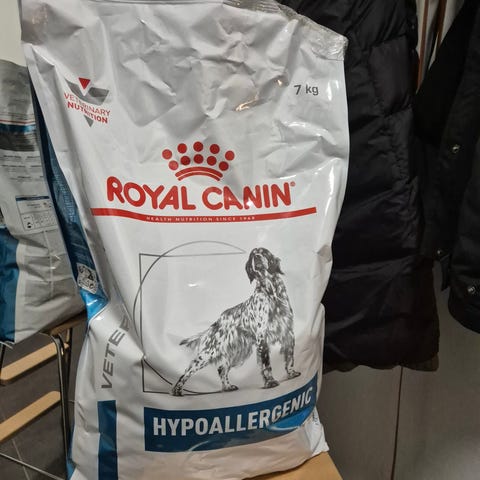 7 kg
VETERINARY
NUTRITION
ROYAL CANIN
HEALTH NUTRITION SINCE 1968
VETE
HYPOALLERGENIC